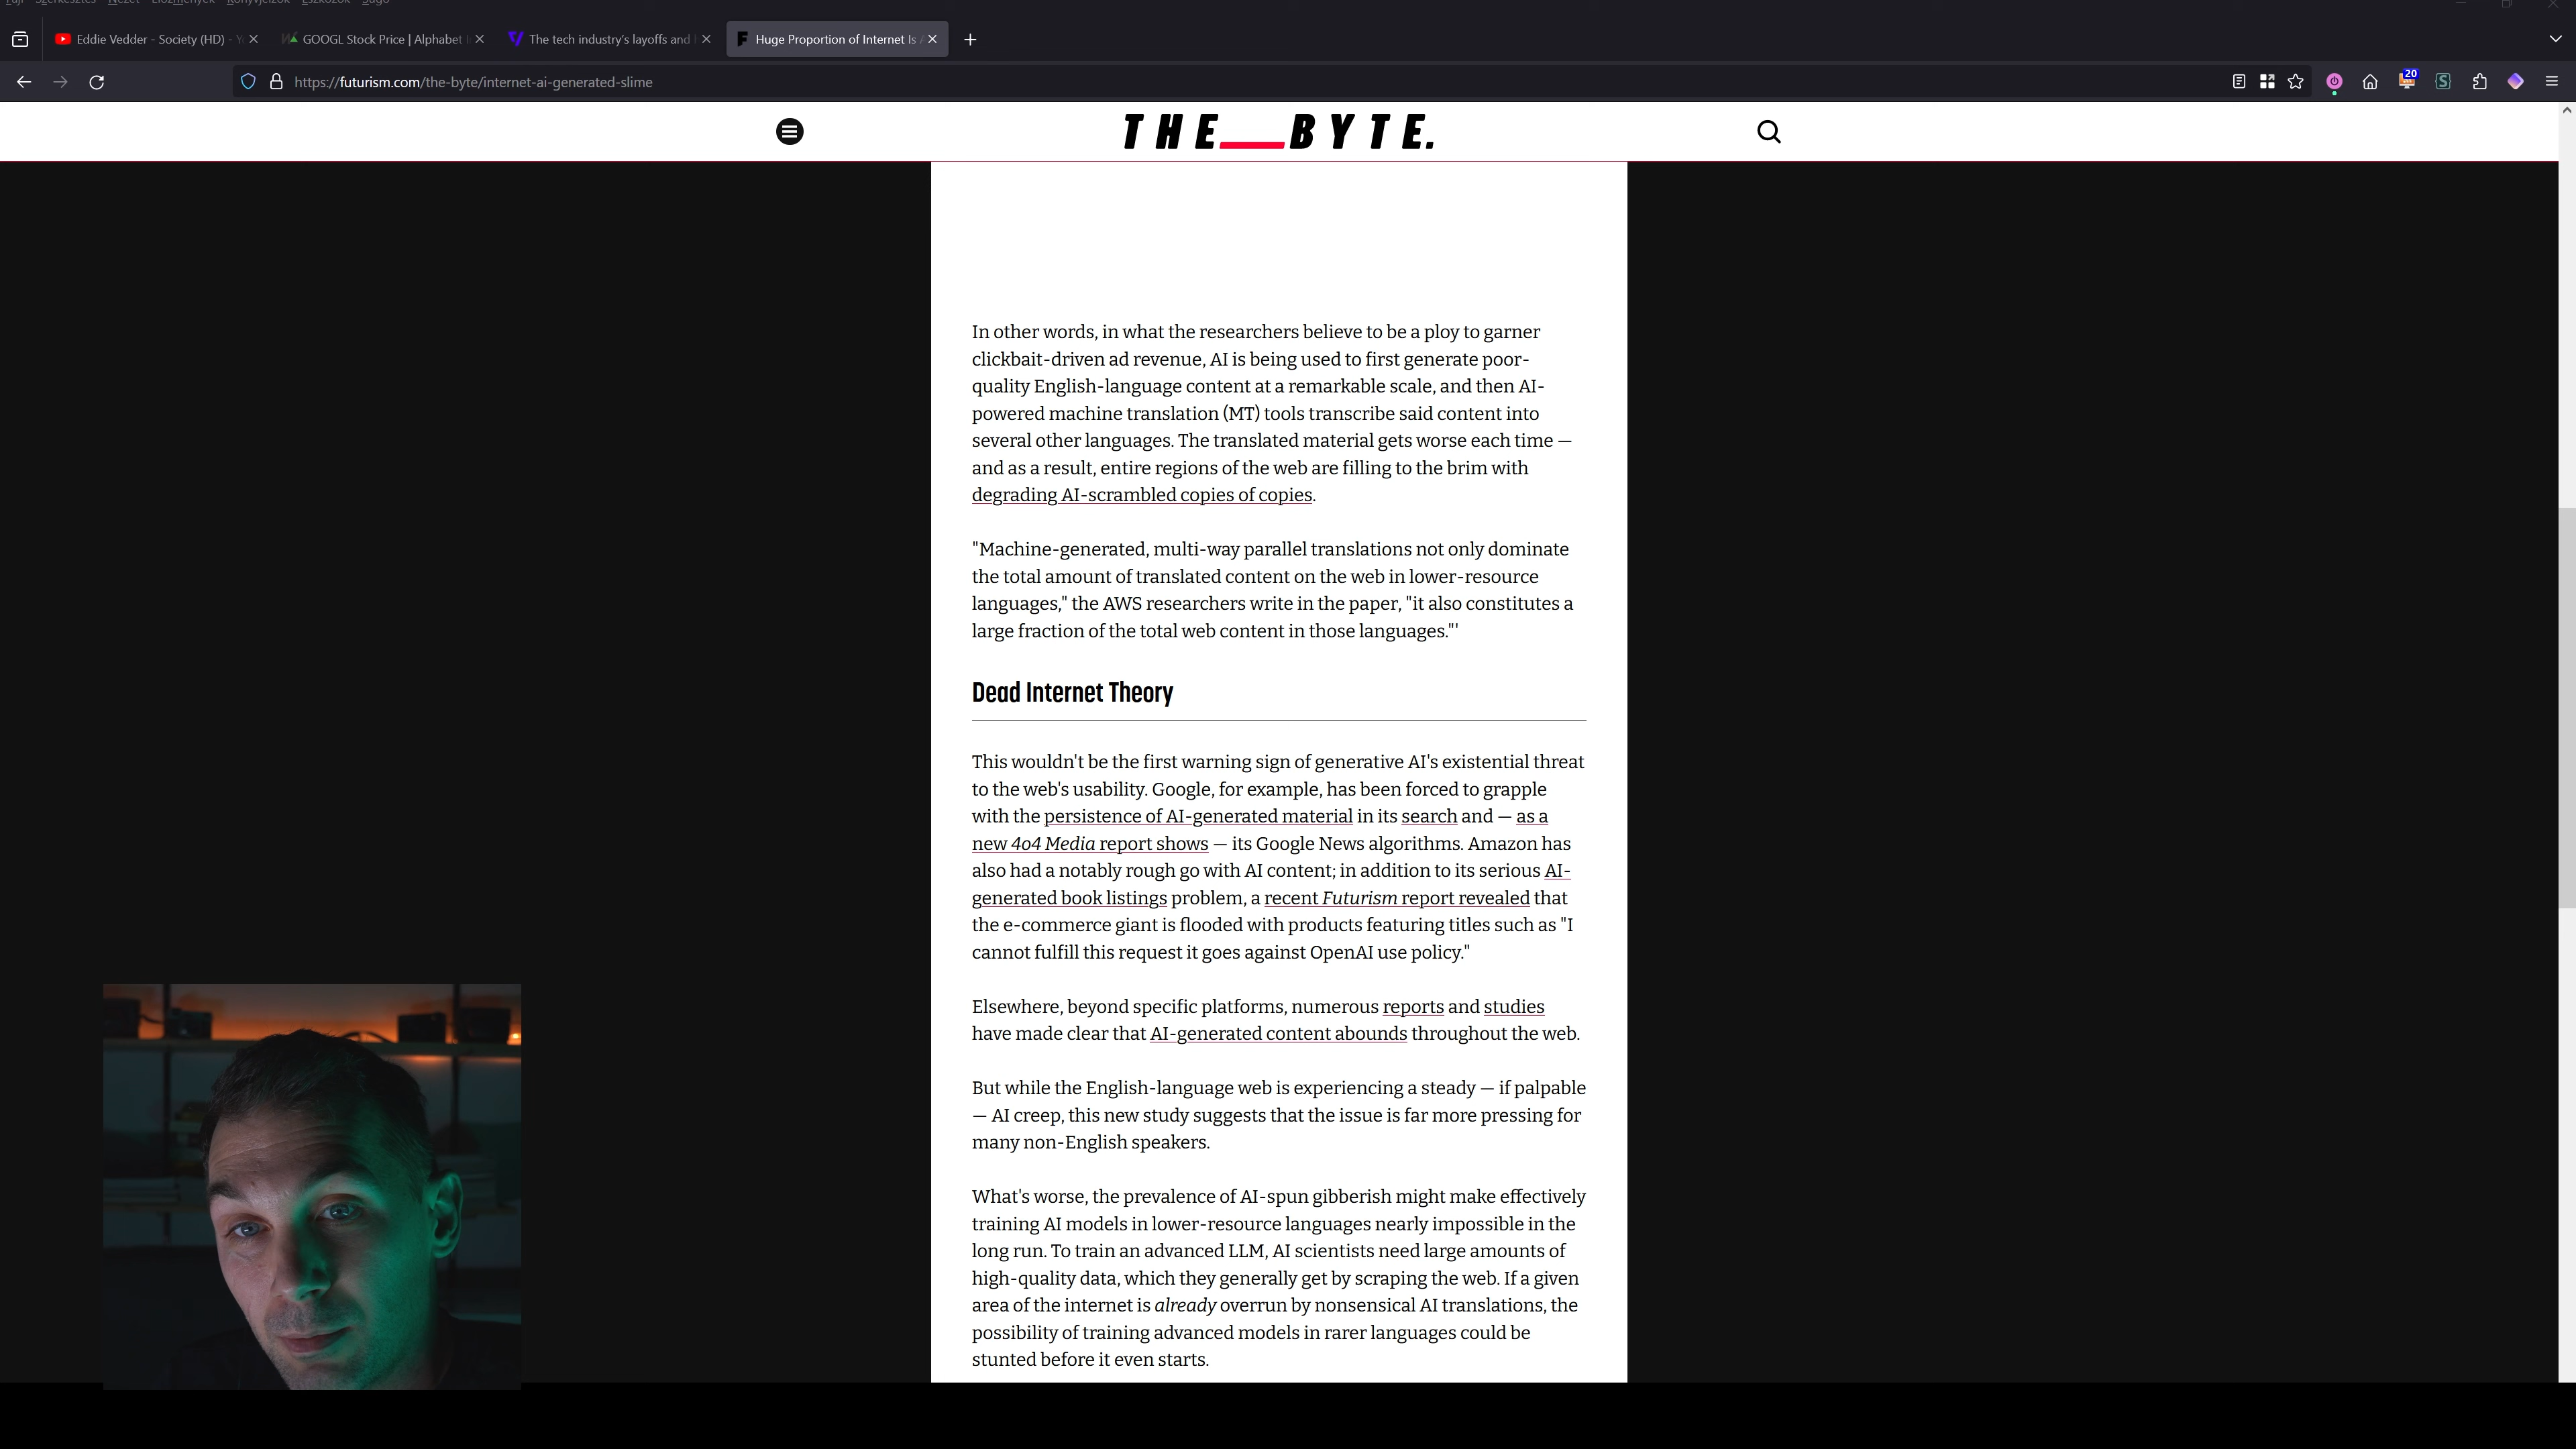 Fájl Szerkesztés Nézet Előzmények Könyvjelzők Eszközök Súgó
Eddie Vedder - Society (HD) - 
GOOGL Stock Price | Alphabet
The tech industry's layoffs and
Huge Proportion of Internet Is
https://futurism.com/the-byte/internet-ai-generated-slime
20
THE BYTE.
In other words, in what the researchers believe to be a ploy to garner
clickbait-driven ad revenue, AI is being used to first generate poor-
quality English-language content at a remarkable scale, and then AI-
powered machine translation (MT) tools transcribe said content into
several other languages. The translated material gets worse each time —
and as a result, entire regions of the web are filling to the brim with
degrading AI-scrambled copies of copies.
"Machine-generated, multi-way parallel translations not only dominate
the total amount of translated content on the web in lower-resource
languages," the AWS researchers write in the paper, "it also constitutes a
large fraction of the total web content in those languages."'
Dead Internet Theory
This wouldn't be the first warning sign of generative AI's existential threat
to the web's usability. Google, for example, has been forced to grapple
with the persistence of AI-generated material in its search and — as a
new 404 Media report shows — its Google News algorithms. Amazon has
also had a notably rough go with AI content; in addition to its serious AI-
generated book listings problem, a recent Futurism report revealed that
the e-commerce giant is flooded with products featuring titles such as "I
cannot fulfill this request it goes against OpenAI use policy."
Elsewhere, beyond specific platforms, numerous reports and studies
have made clear that AI-generated content abounds throughout the web.
But while the English-language web is experiencing a steady — if palpable
— AI creep, this new study suggests that the issue is far more pressing for
many non-English speakers.
What's worse, the prevalence of AI-spun gibberish might make effectively
training AI models in lower-resource languages nearly impossible in the
long run. To train an advanced LLM, AI scientists need large amounts of
high-quality data, which they generally get by scraping the web. If a given
area of the internet is already overrun by nonsensical AI translations, the
possibility of training advanced models in rarer languages could be
stunted before it even starts.